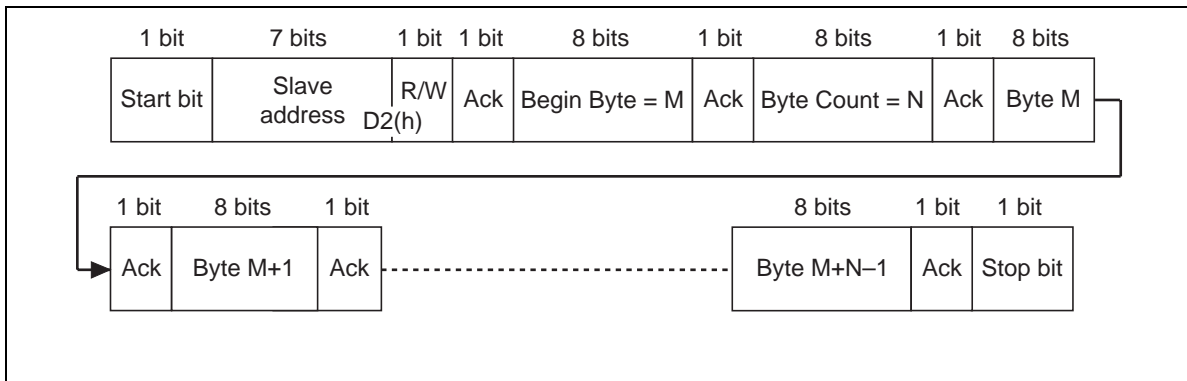 1 bit 7 bits 1 bit 1 bit 8 bits 1 bit 8 bits 1 bit 8 bits
Start bit Slave address R/W D2(h) Ack Begin Byte = M Ack Byte Count = N Ack Byte M
1 bit 8 bits 1 bit 8 bits 1 bit 1 bit
Ack Byte M+1 Ack Byte M+N–1 Ack Stop bit